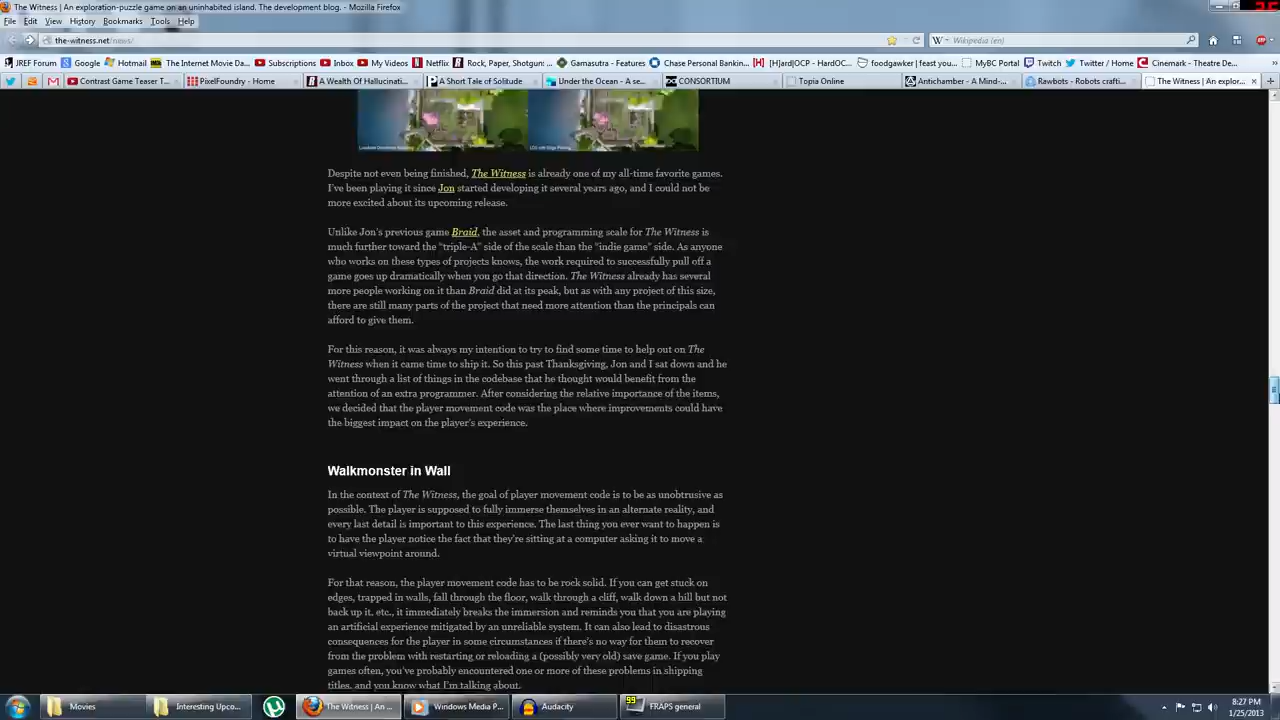 The Witness | An exploration-puzzle game on an uninhabited island. The development blog. - Mozilla Firefox
File Edit View History Bookmarks Tools Help
the-witness.net/news/
Wikipedia (en)
JREF Forum Google Hotmail The Internet Movie Da... Subscriptions Inbox My Videos Netflix Rock, Paper, Shotgun: ... Gamasutra - Features Chase Personal Bankin... [H]ard|OCP - HardOC... foodgawker | feast you... MyBC Portal Twitch Twitter / Home Cinemark - Theatre De...
Contrast Game Teaser T... PixelFoundry - Home A Wealth Of Hallucinati... A Short Tale of Solitude Under the Ocean - A se... CONSORTIUM Topia Online Antichamber - A Mind-... Rawbots - Robots crafti... The Witness | An explor...
Despite not even being finished, The Witness is already one of my all-time favorite games.
I've been playing it since Jon started developing it several years ago, and I could not be
more excited about its upcoming release.
Unlike Jon's previous game Braid, the asset and programming scale for The Witness is
much further toward the "triple-A" side of the scale than the "indie game" side. As anyone
who works on these types of projects knows, the work required to successfully pull off a
game goes up dramatically when you go that direction. The Witness already has several
more people working on it than Braid did at its peak, but as with any project of this size,
there are still many parts of the project that need more attention than the principals can
afford to give them.
For this reason, it was always my intention to try to find some time to help out on The
Witness when it came time to ship it. So this past Thanksgiving, Jon and I sat down and he
went through a list of things in the codebase that he thought would benefit from the
attention of an extra programmer. After considering the relative importance of the items,
we decided that the player movement code was the place where improvements could have
the biggest impact on the player's experience.
Walkmonster in Wall
In the context of The Witness, the goal of player movement code is to be as unobtrusive as
possible. The player is supposed to fully immerse themselves in an alternate reality, and
every last detail is important to this experience. The last thing you ever want to happen is
to have the player notice the fact that they're sitting at a computer asking it to move a
virtual viewpoint around.
For that reason, the player movement code has to be rock solid. If you can get stuck on
edges, trapped in walls, fall through the floor, walk through a cliff, walk down a hill but not
back up it, etc., it immediately breaks the immersion and reminds you that you are playing
an artificial experience mitigated by an unreliable system. It can also lead to disastrous
consequences for the player in some circumstances if there's no way for them to recover
from the problem with restarting or reloading a (possibly very old) save game. If you play
games often, you've probably encountered one or more of these problems in shipping
titles, and you know what I'm talking about.
Movies Interesting Upco... The Witness | An ... Windows Media P... Audacity 99 FRAPS general
8:27 PM
1/25/2013